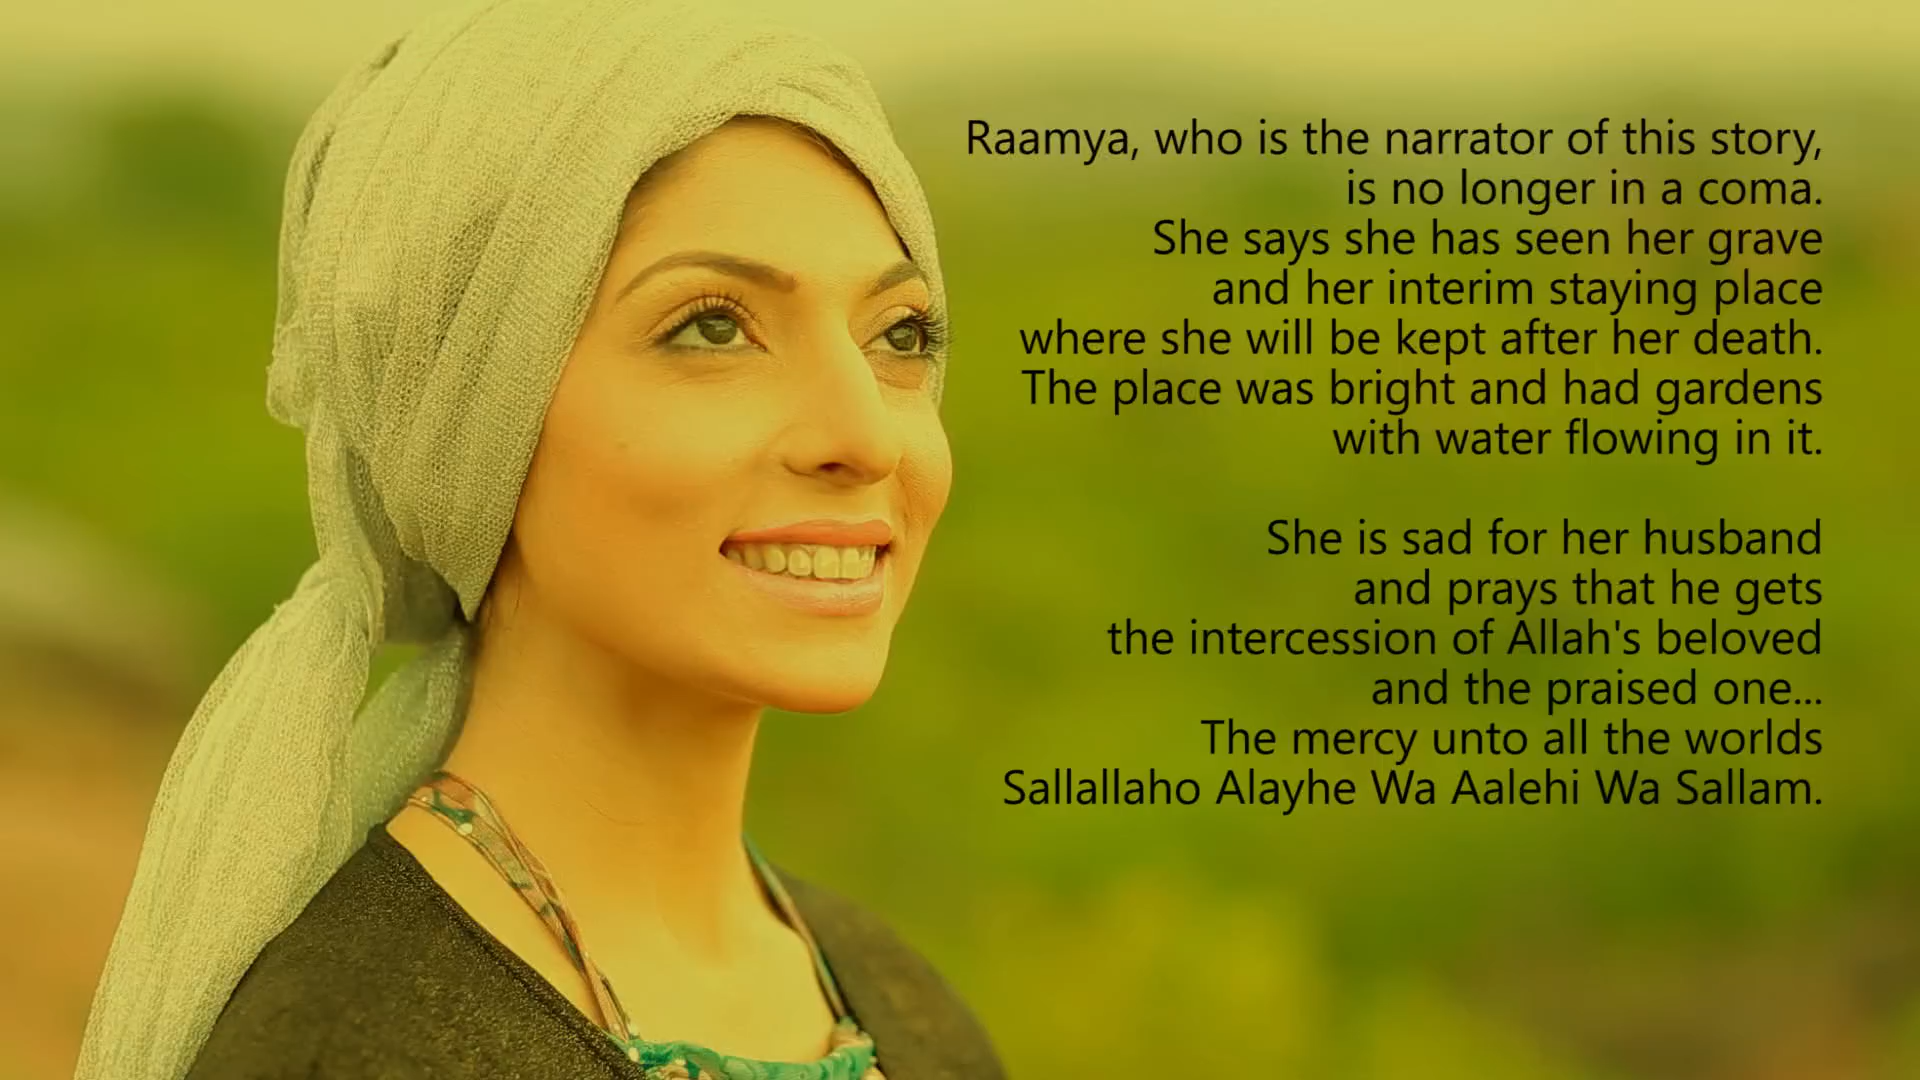 Raamya, who is the narrator of this story,
is no longer in a coma.
She says she has seen her grave
and her interim staying place
where she will be kept after her death.
The place was bright and had gardens
with water flowing in it.
She is sad for her husband
and prays that he gets
the intercession of Allah's beloved
and the praised one...
The mercy unto all the worlds
Sallallaho Alayhe Wa Aalehi Wa Sallam.